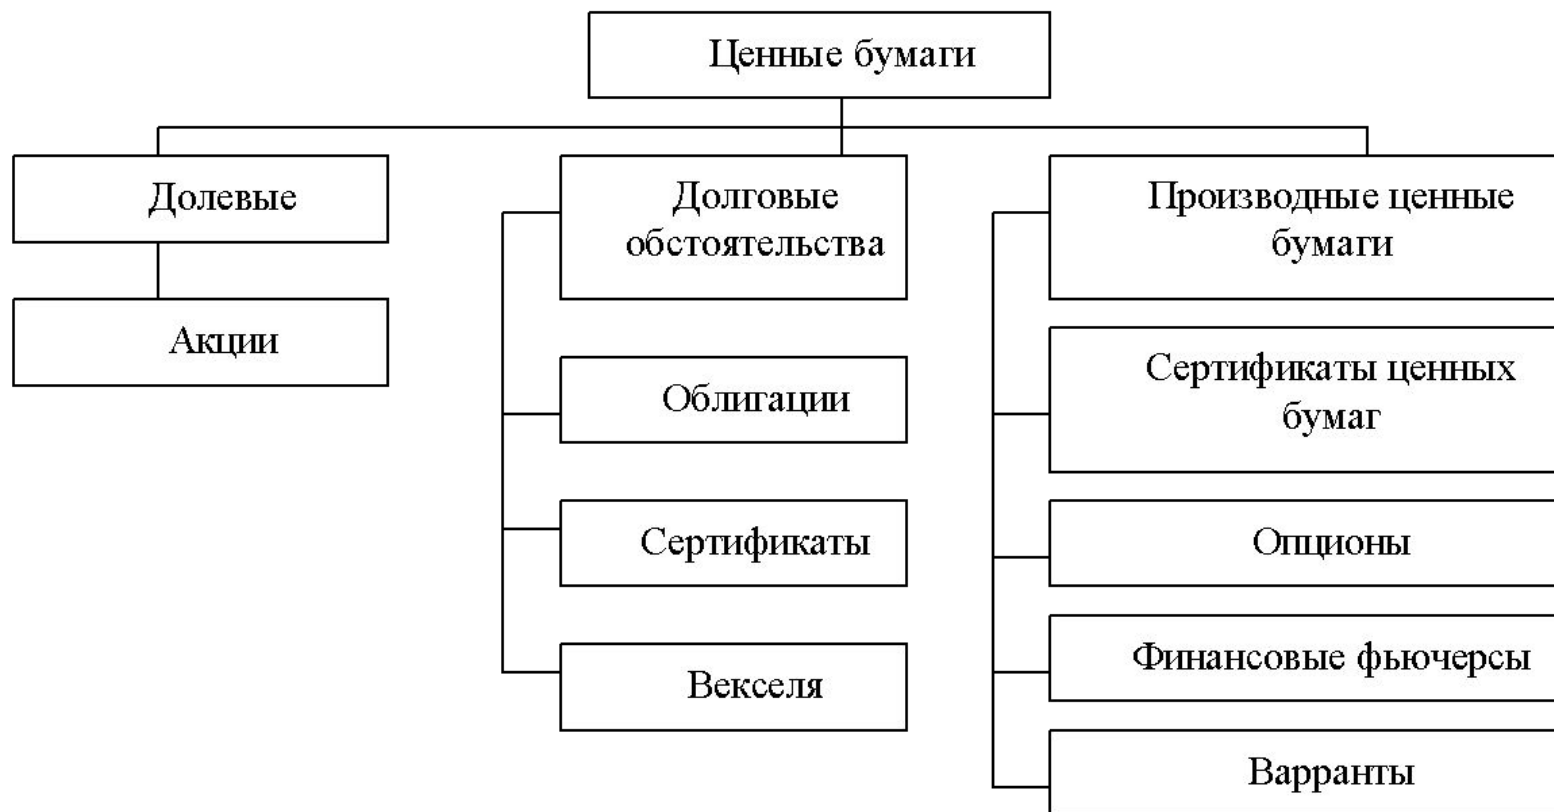 Ценные бумаги
Долевые
Акции
Долговые
обстоятельства
Облигации
Сертификаты
Векселя
Производные ценные
бумаги
Сертификаты ценных
бумаг
Опционы
Финансовые фьючерсы
Варранты